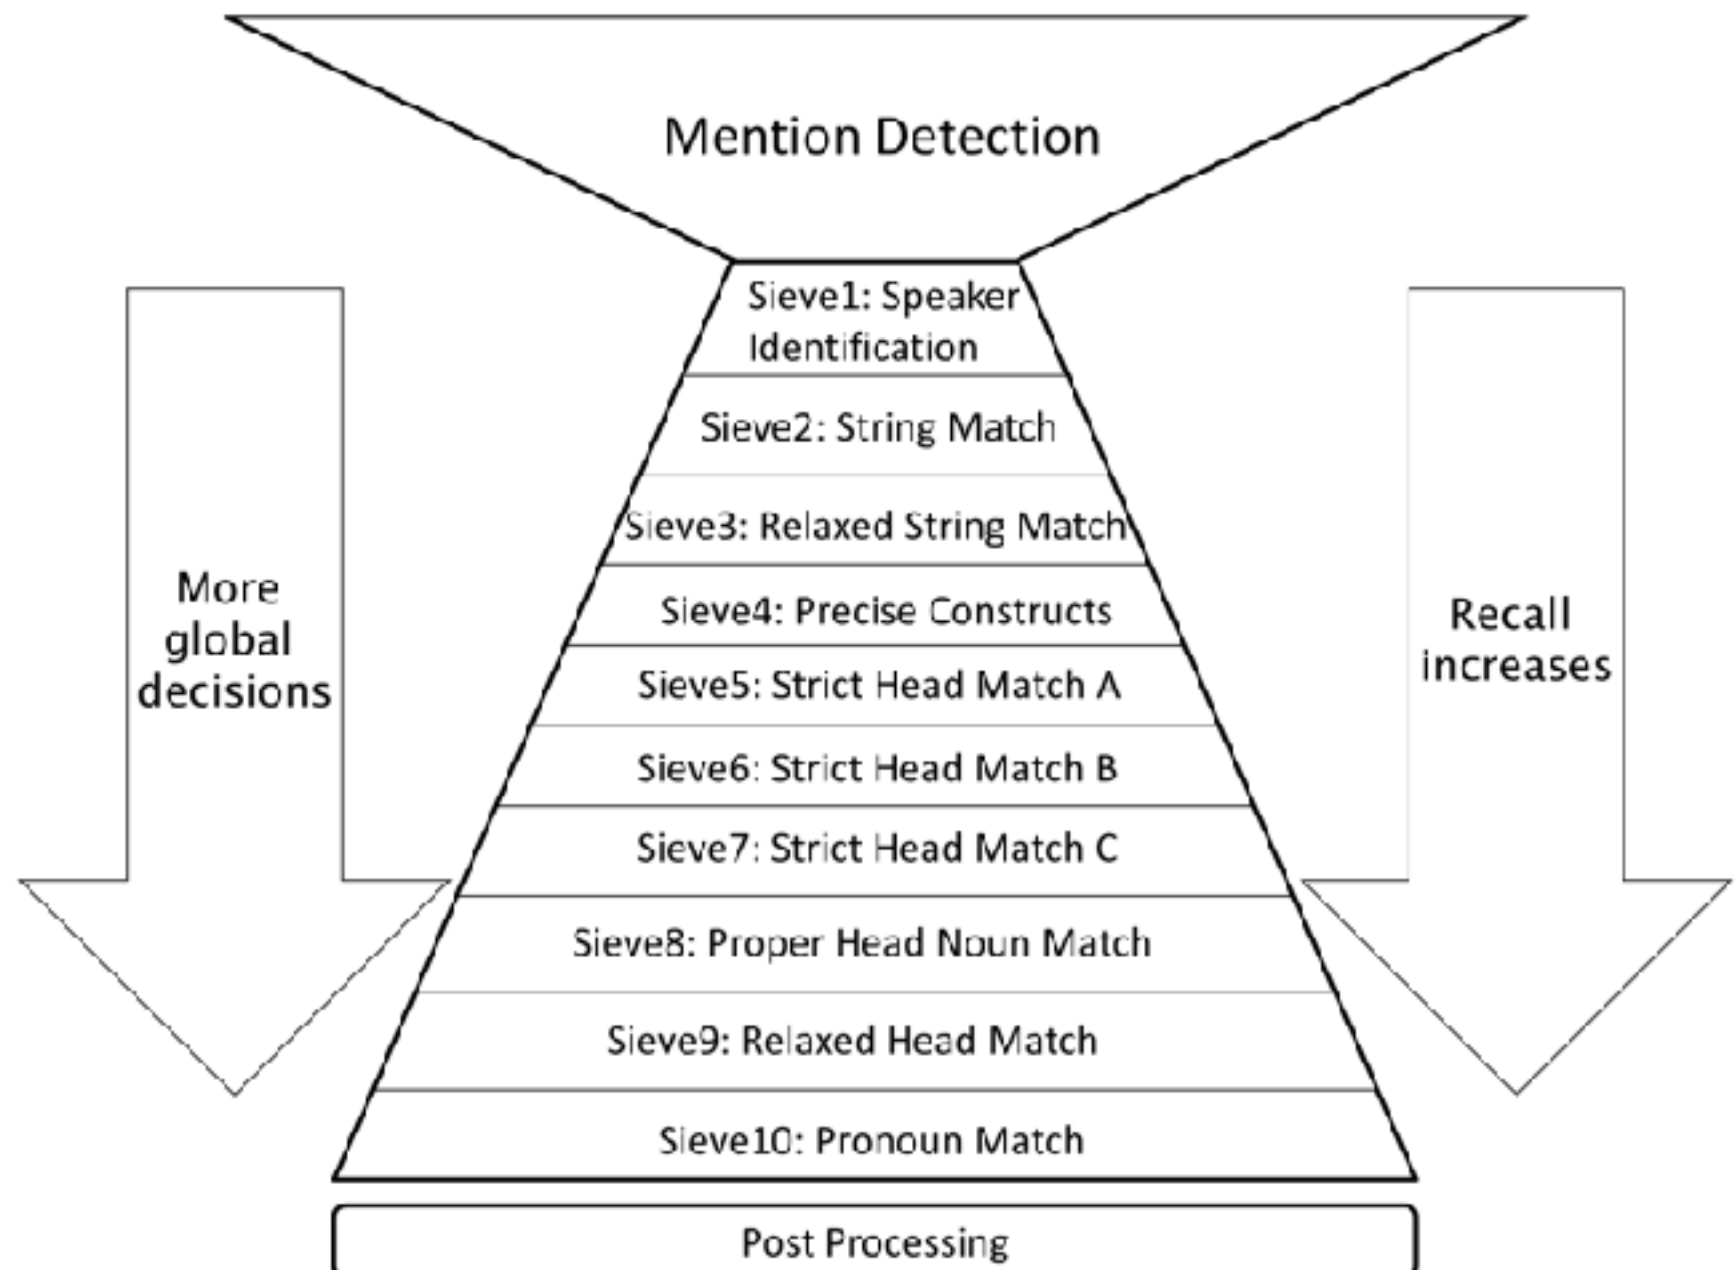 Mention Detection
Sieve1: Speaker
Identification
Sieve2: String Match
Sieve3: Relaxed String Match
Sieve4: Precise Constructs
Sieve5: Strict Head Match A
Sieve6: Strict Head Match B
Sieve7: Strict Head Match C
Sieve8: Proper Head Noun Match
Sieve9: Relaxed Head Match
Sieve10: Pronoun Match
Post Processing
More
global
decisions
Recall
increases